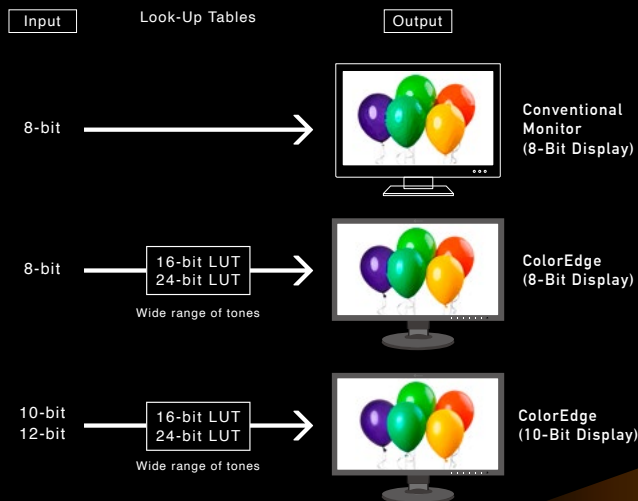 Input
Look-Up Tables
Output
8-bit
Conventional
Monitor
(8-Bit Display)
8-bit
16-bit LUT
24-bit LUT
Wide range of tones
ColorEdge
(8-Bit Display)
10-bit
12-bit
16-bit LUT
24-bit LUT
Wide range of tones
ColorEdge
(10-Bit Display)